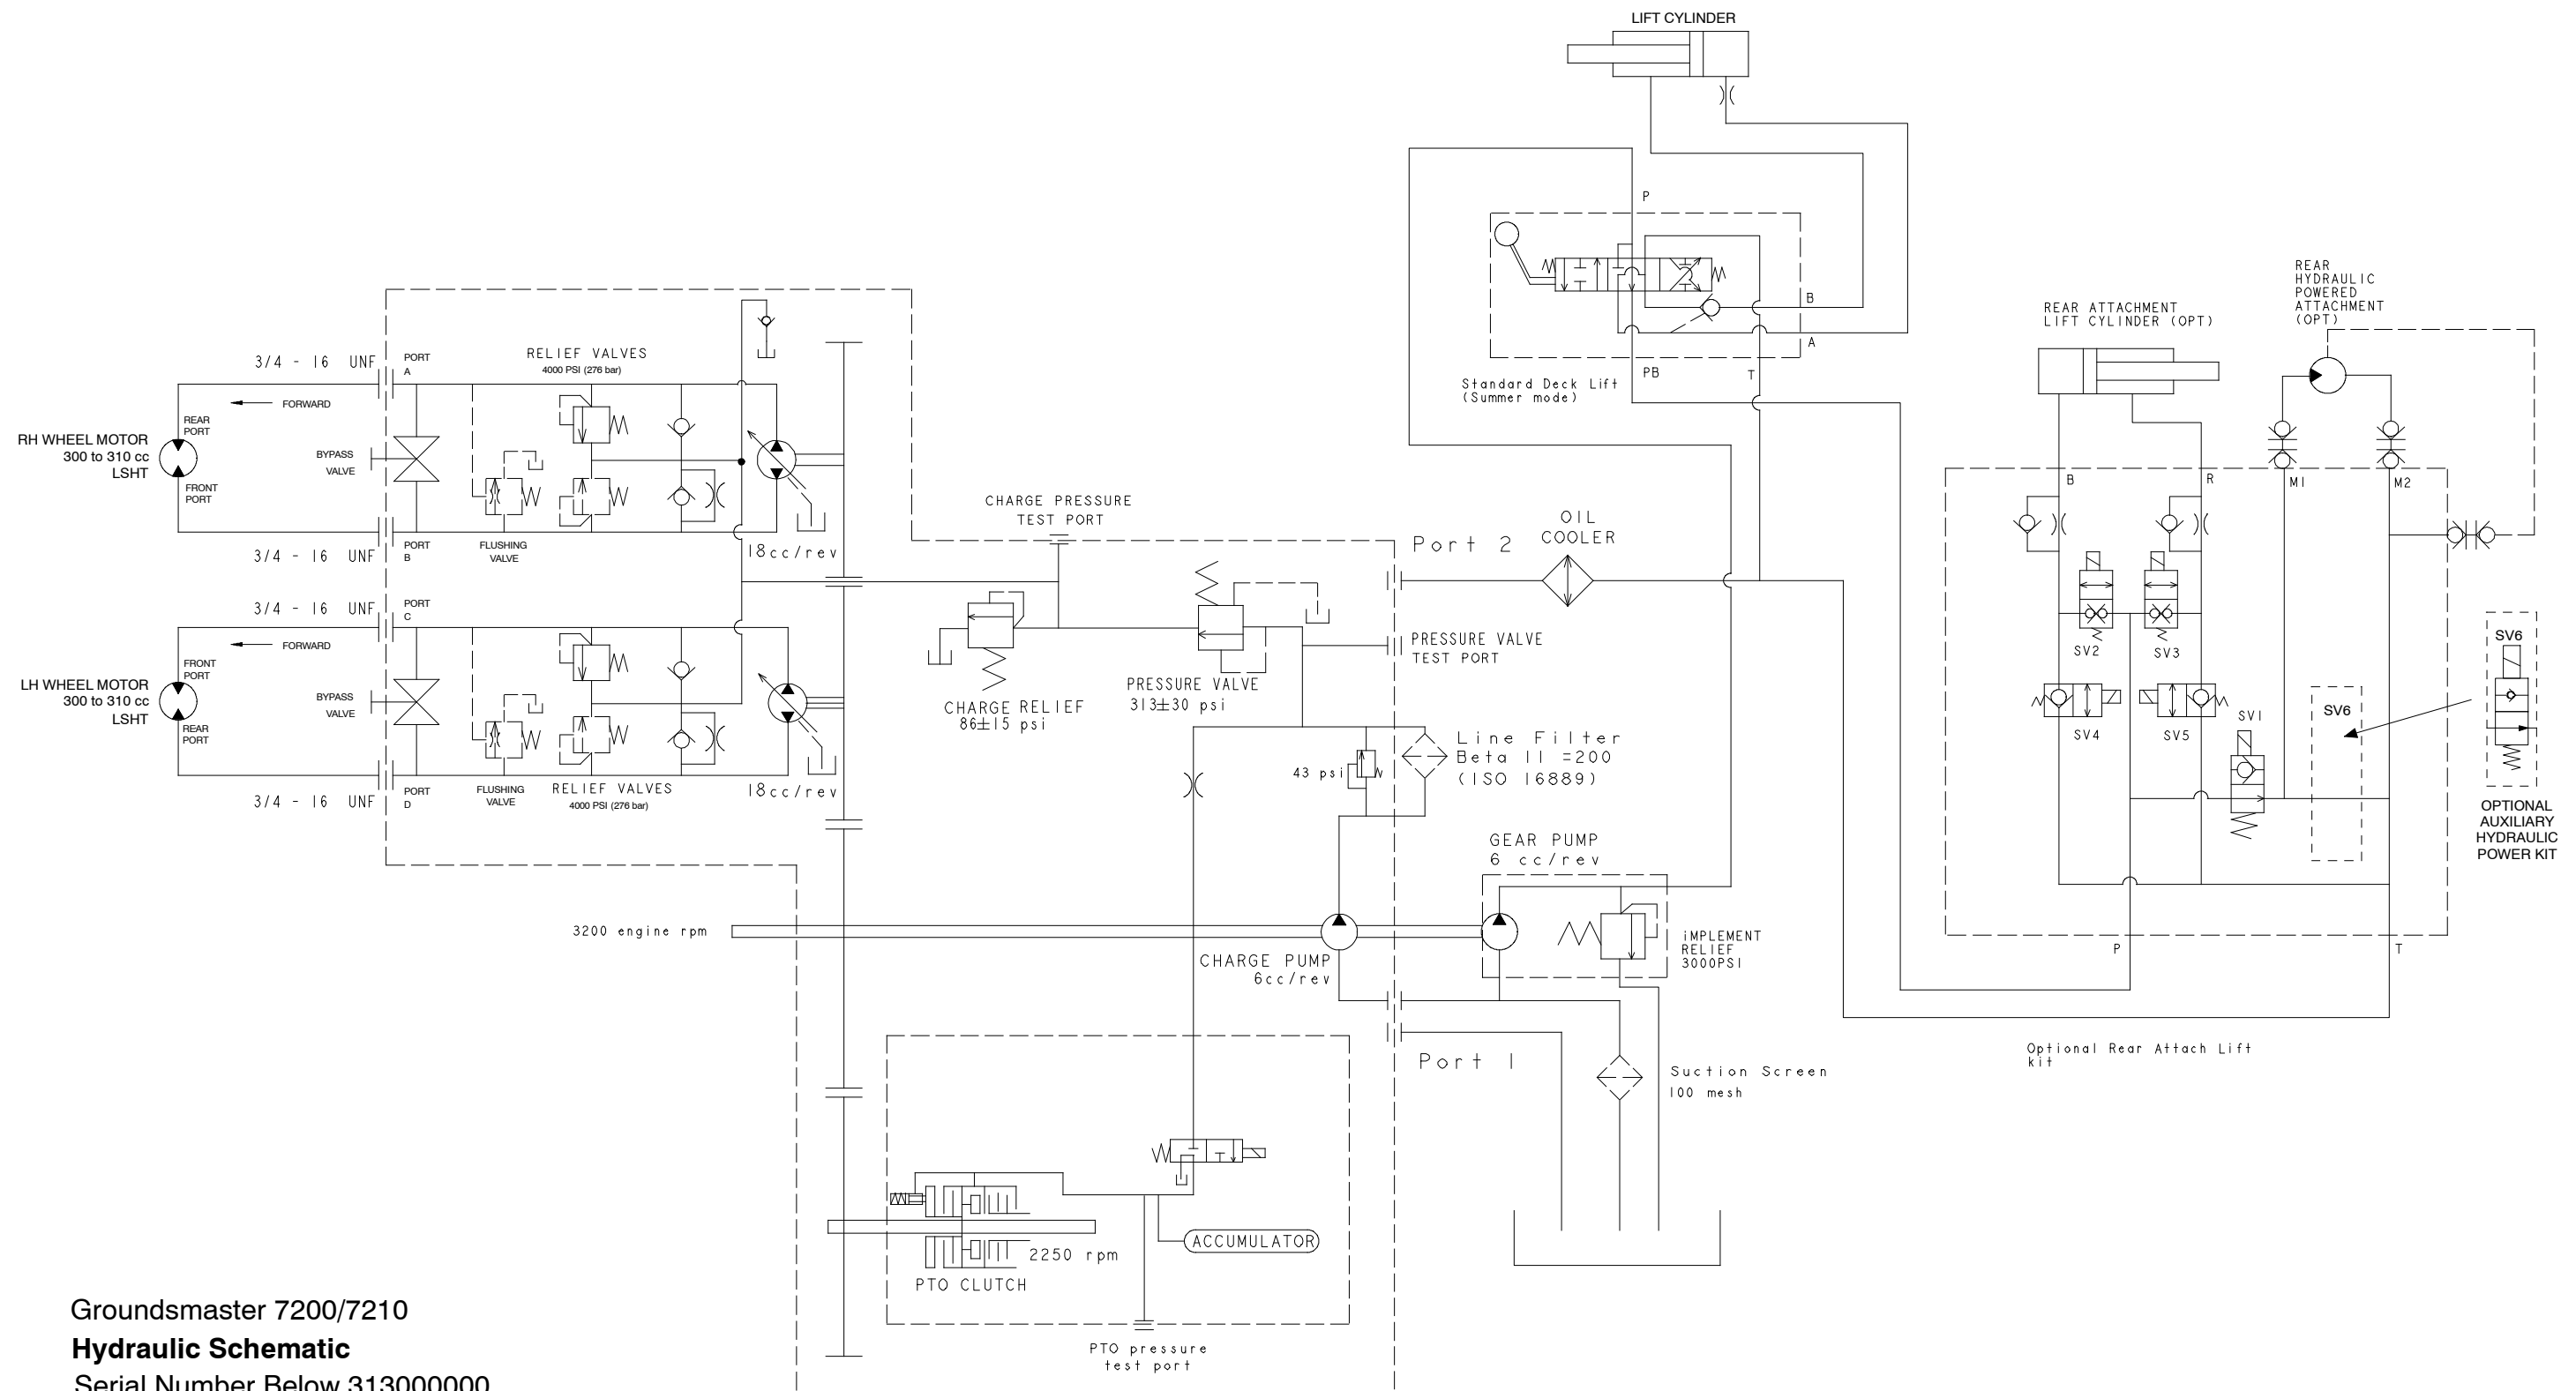 LIFT CYLINDER
P
B
A
PB
T
Standard Deck Lift
(Summer mode)
3/4 - 16 UNF
PORT
A
RELIEF VALVES
4000 PSI (276 bar)
FORWARD
REAR
PORT
RH WHEEL MOTOR
300 to 310 cc
LSHT
BYPASS
VALVE
FRONT
PORT
3/4 - 16 UNF
PORT
B
FLUSHING
VALVE
18cc/rev
3/4 - 16 UNF
PORT
C
FORWARD
FRONT
PORT
LH WHEEL MOTOR
300 to 310 cc
LSHT
BYPASS
VALVE
REAR
PORT
3/4 - 16 UNF
PORT
D
FLUSHING
VALVE
RELIEF VALVES
4000 PSI (276 bar)
18cc/rev
CHARGE PRESSURE
TEST PORT
CHARGE RELIEF
86±15 psi
PRESSURE VALVE
313±30 psi
Port 2
OIL
COOLER
PRESSURE VALVE
TEST PORT
43 psi
Line Filter
Beta 11 =200
(ISO 16889)
GEAR PUMP
6 cc/rev
3200 engine rpm
CHARGE PUMP
6cc/rev
iMPLEMENT
RELIEF
3000PSI
Port 1
Suction Screen
100 mesh
ACCUMULATOR
2250 rpm
PTO CLUTCH
PTO pressure
test port
REAR ATTACHMENT
LIFT CYLINDER (OPT)
REAR
HYDRAULIC
POWERED
ATTACHMENT
(OPT)
B
R
M1
M2
SV2
SV3
SV4
SV5
SV1
SV6
SV6
OPTIONAL
AUXILIARY
HYDRAULIC
POWER KIT
P
T
Optional Rear Attach Lift
kit
Groundsmaster 7200/7210
Hydraulic Schematic
Serial Number Below 313000000